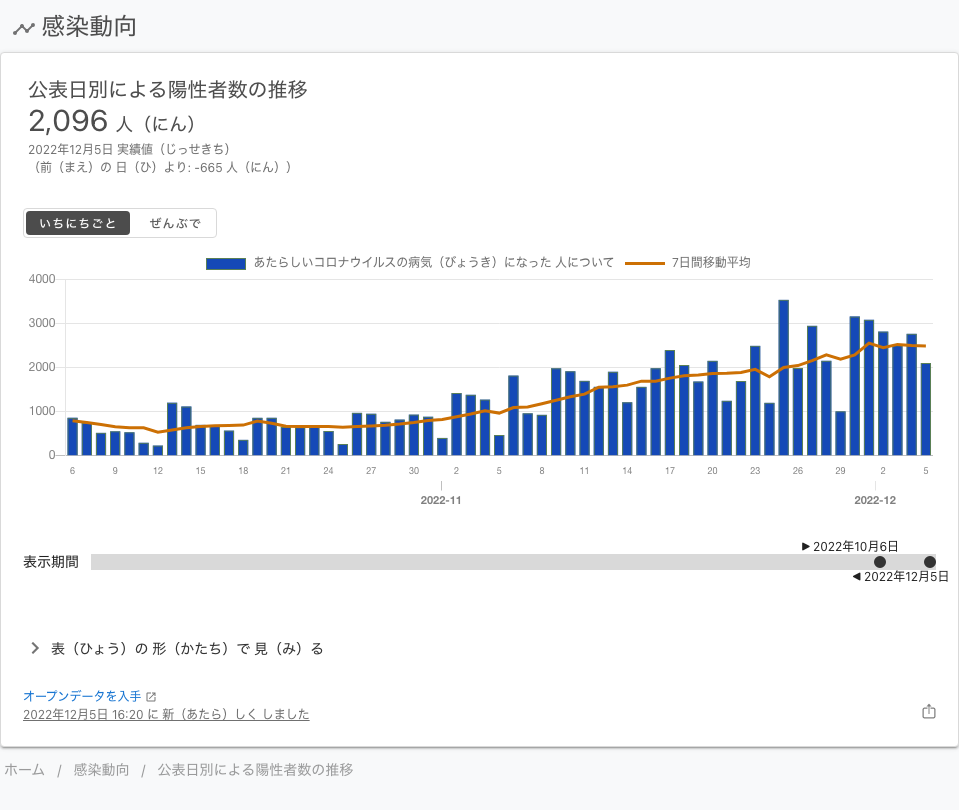 感染動向
公表日別による陽性者数の推移
2,096 人（にん）
2022年12月5日 実績値（じっせきち）
（前（まえ）の 日（ひ）より: -665 人（にん））
いちにちごと ぜんぶで
あたらしいコロナウイルスの病気（びょうき）になった 人について 7日間移動平均
4000
3000
2000
1000
0
6 9 12 15 18 21 24 27 30 2 5 8 11 14 17 20 23 26 29 2 5
2022-11 2022-12
2022年10月6日
表示期間
2022年12月5日
表（ひょう）の 形（かたち）で 見（み）る
オープンデータを入手
2022年12月5日 16:20 に 新（あたら）しく しました
ホーム / 感染動向 / 公表日別による陽性者数の推移